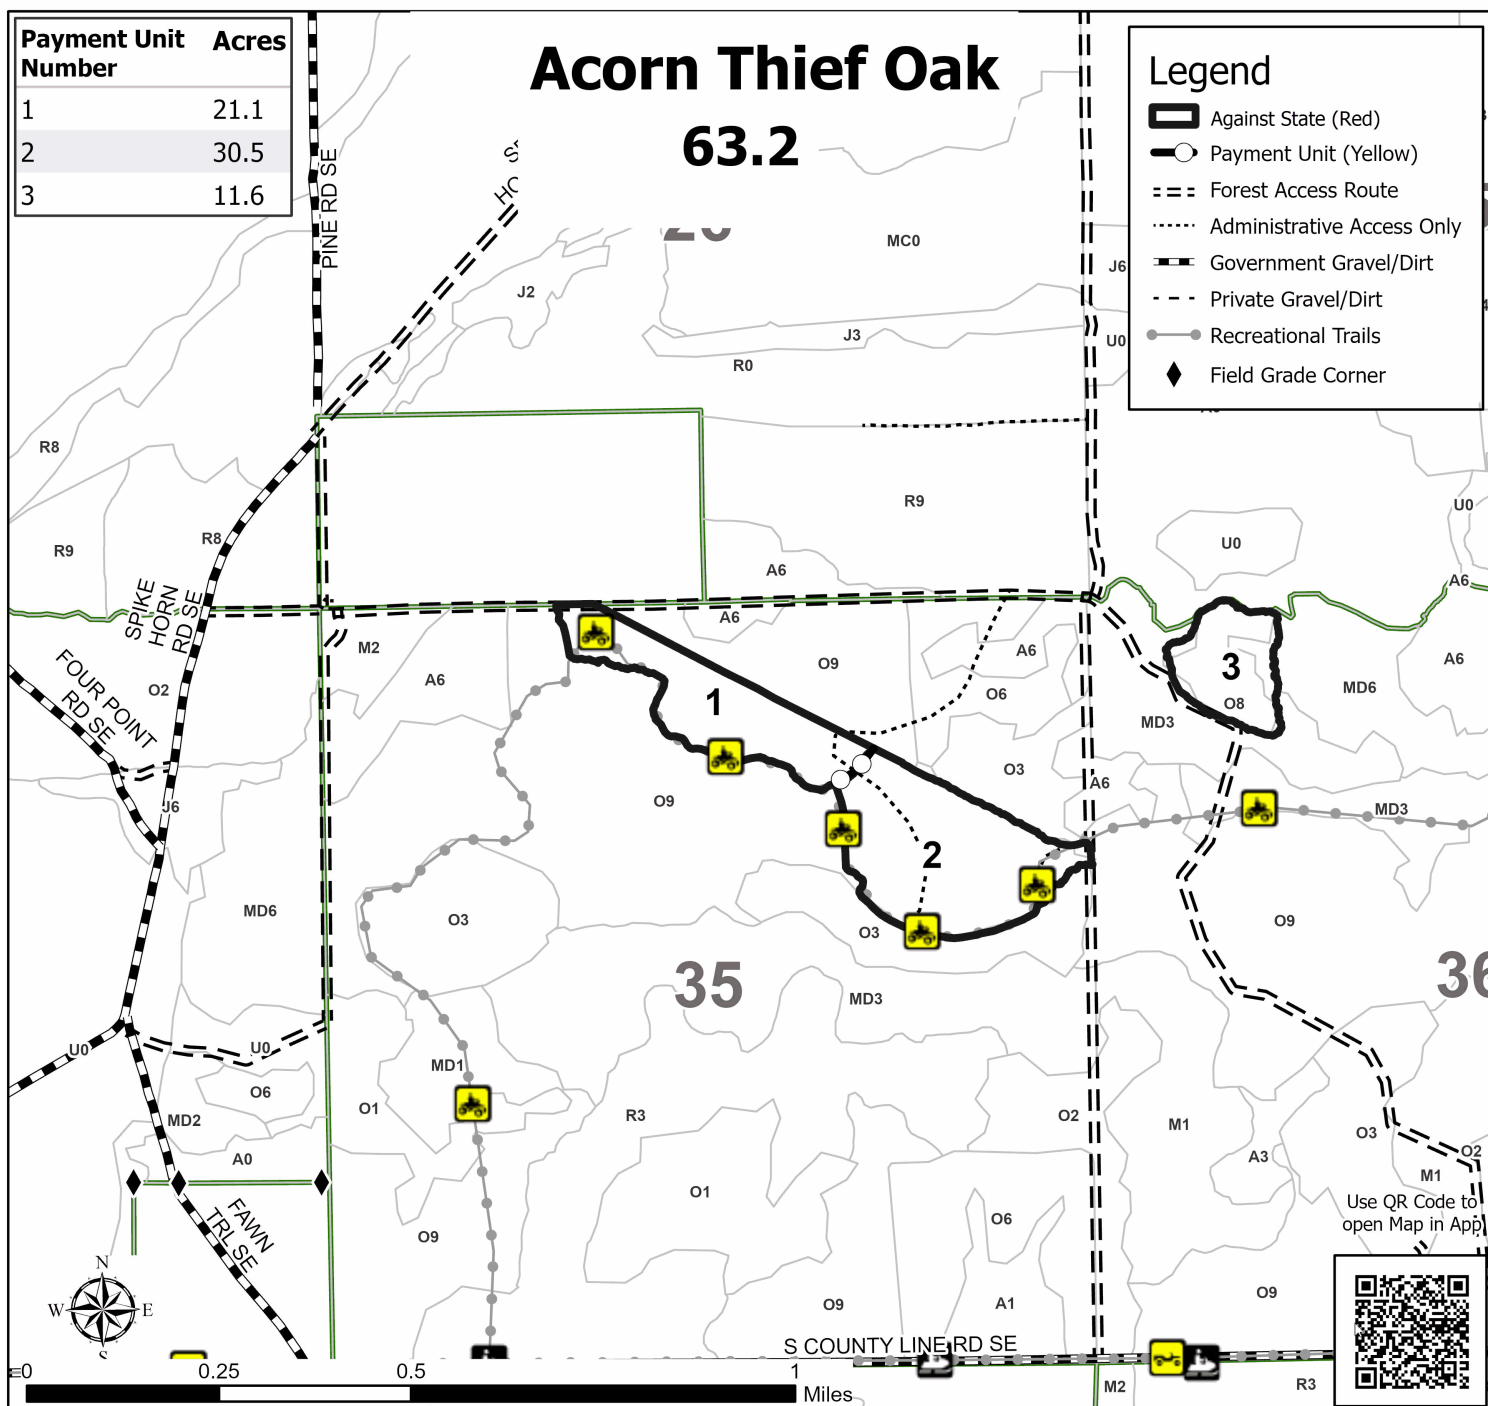 Payment Unit Number Acres
1 21.1
2 30.5
3 11.6
Acorn Thief Oak
63.2
Legend
Against State (Red)
Payment Unit (Yellow)
Forest Access Route
Administrative Access Only
Government Gravel/Dirt
Private Gravel/Dirt
Recreational Trails
Field Grade Corner
PINE RD SE
MC0
J6
J2
J3
U0
R0
R8
R9
U0
R9
R8
U0
A6
A6
SPIKE
HORN
RD SE
A6
M2
O9
A6
A6
A6
3
MD6
FOUR POINT
RD SE
O2
O6
1
O8
MD3
O3
A6
J6
O9
MD3
2
MD6
O3
O3
O9
35
36
MD3
U0
U0
MD1
O6
O1
R3
O2
M1
O3
MD2
O2
A0
A3
M1
O1
Use QR Code to
open Map in App
FAWN
TRL SE
O6
O9
N
W E
S
O9
A1
O9
S COUNTY LINE RD SE
0 0.25 0.5 1
Miles
M2
R3